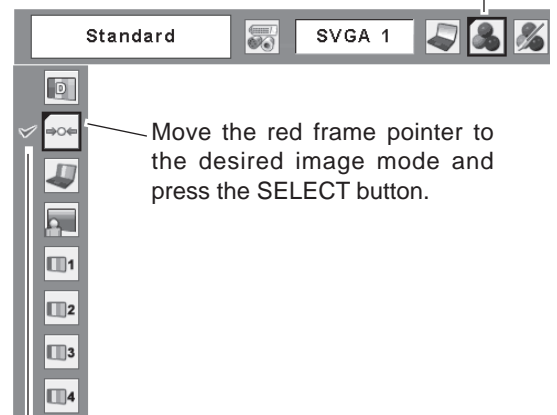 Standard
SVGA 1
D
Move the red frame pointer to
the desired image mode and
press the SELECT button.
1
2
3
4